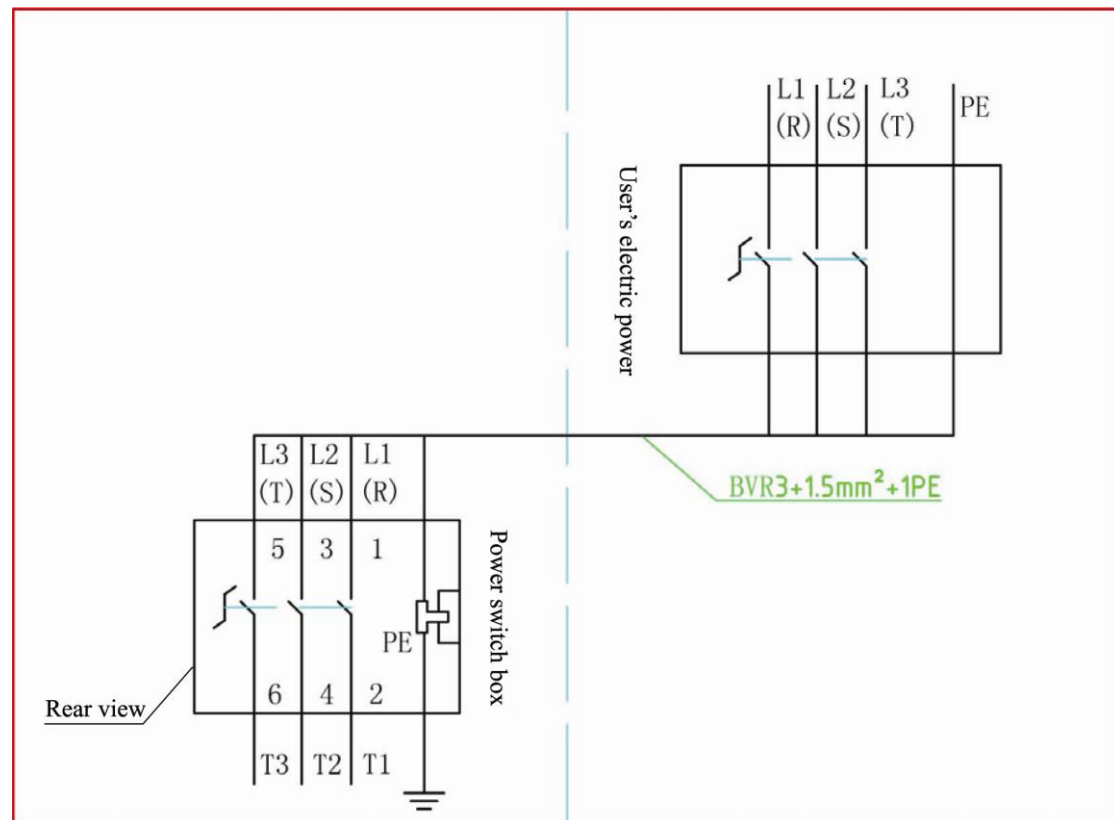 L1 L2 L3 PE
(R) (S) (T)
User's electric power
BVR3+1.5mm²+1PE
L3 L2 L1
(T) (S) (R)
5 3 1
Power switch box
PE
6 4 2
Rear view
T3 T2 T1